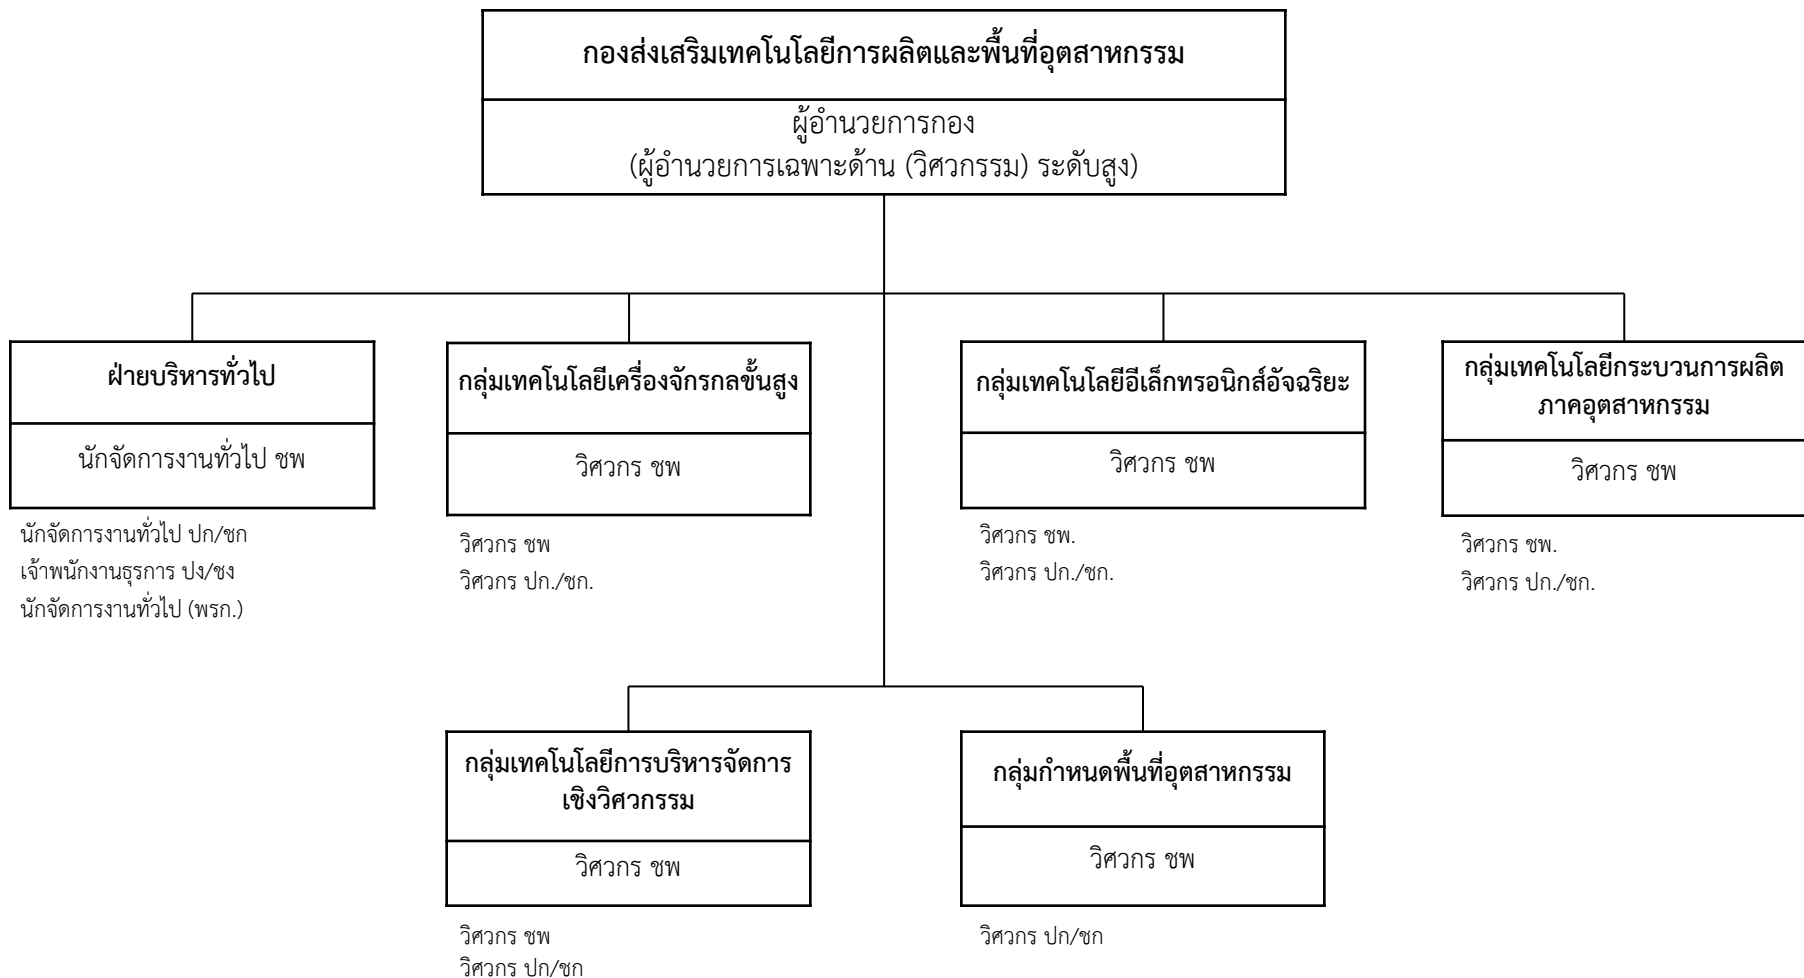 กองส่งเสริมเทคโนโลยีการผลิตและพื้นที่อุตสาหกรรม
ผู้อำนวยการกอง
(ผู้อำนวยการเฉพาะด้าน (วิศวกรรม) ระดับสูง)
ฝ่ายบริหารทั่วไป
นักจัดการงานทั่วไป ชพ
นักจัดการงานทั่วไป ปก/ชก
เจ้าพนักงานธุรการ ปง/ชง
นักจัดการงานทั่วไป (พรก.)
กลุ่มเทคโนโลยีเครื่องจักรกลขั้นสูง
วิศวกร ชพ
วิศวกร ชพ
วิศวกร ปก./ชก.
กลุ่มเทคโนโลยีอิเล็กทรอนิกส์อัจฉริยะ
วิศวกร ชพ
วิศวกร ชพ.
วิศวกร ปก./ชก.
กลุ่มเทคโนโลยีกระบวนการผลิต
ภาคอุตสาหกรรม
วิศวกร ชพ
วิศวกร ชพ.
วิศวกร ปก./ชก.
กลุ่มเทคโนโลยีการบริหารจัดการ
เชิงวิศวกรรม
วิศวกร ชพ
วิศวกร ชพ
วิศวกร ปก/ชก
กลุ่มกำหนดพื้นที่อุตสาหกรรม
วิศวกร ชพ
วิศวกร ปก/ชก